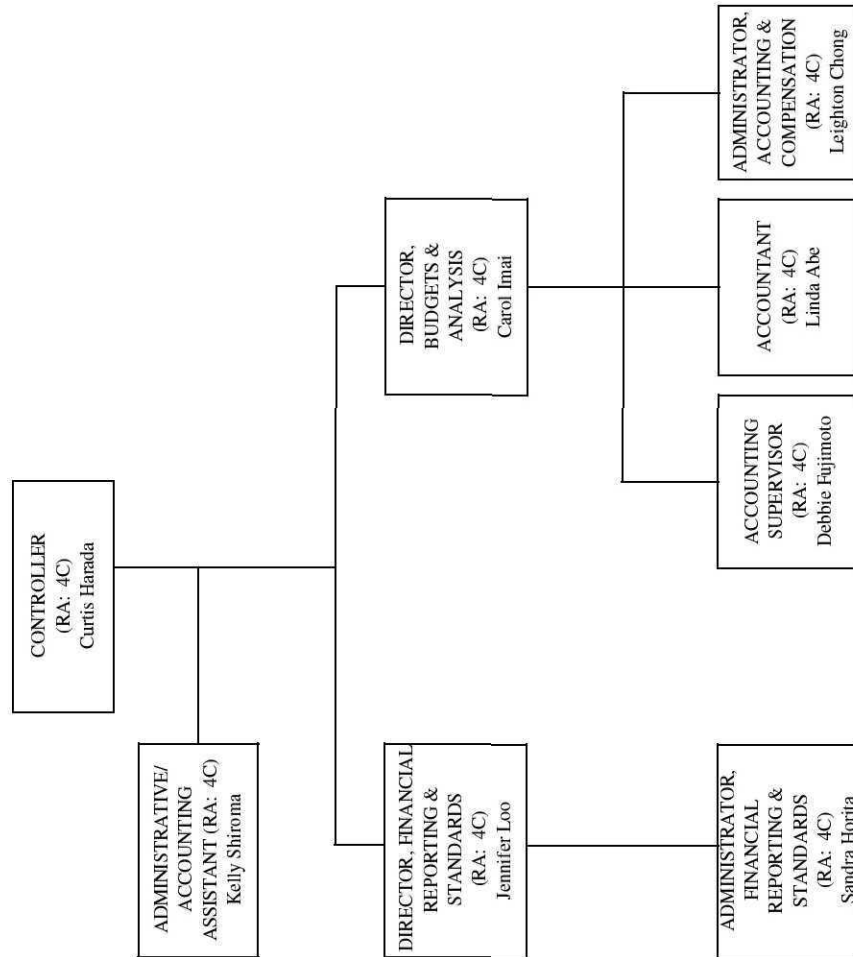 CONTROLLER
(RA: 4C)
Curtis Harada
ADMINISTRATIVE/
ACCOUNTING
ASSISTANT (RA: 4C)
Kelly Shiroma
DIRECTOR, FINANCIAL
REPORTING &
STANDARDS
(RA: 4C)
Jennifer Loo
DIRECTOR,
BUDGETS &
ANALYSIS
(RA: 4C)
Carol Imai
ADMINISTRATOR,
FINANCIAL
REPORTING &
STANDARDS
(RA: 4C)
Sandra Horita
ACCOUNTING
SUPERVISOR
(RA: 4C)
Debbie Fujimoto
ACCOUNTANT
(RA: 4C)
Linda Abe
ADMINISTRATOR,
ACCOUNTING &
COMPENSATION
(RA: 4C)
Leighton Chong